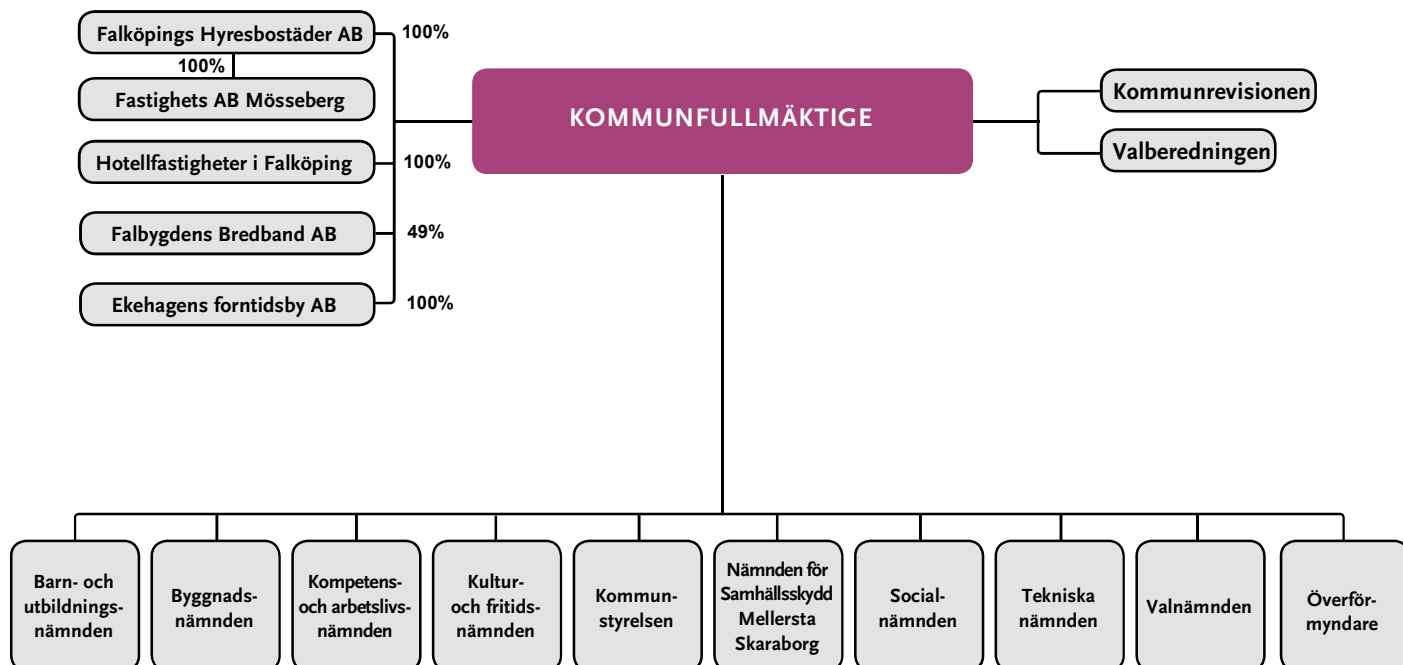 Falköpings Hyresbostäder AB
100%
100%
Fastighets AB Mösseberg
Hotellfastigheter i Falköping
100%
Falbygdens Bredband AB
49%
Ekehagens forntidsby AB
100%
KOMMUNFULLMÄKTIGE
Kommunrevisionen
Valberedningen
Barn- och
utbildnings-
nämnden
Byggnads-
nämnden
Kompetens-
och arbetslivs-
nämnden
Kultur-
och fritids-
nämnden
Kommun-
styrelsen
Nämnden för
Samhällsskydd
Mellersta
Skaraborg
Social-
nämnden
Tekniska
nämnden
Valnämnden
Överför-
myndare